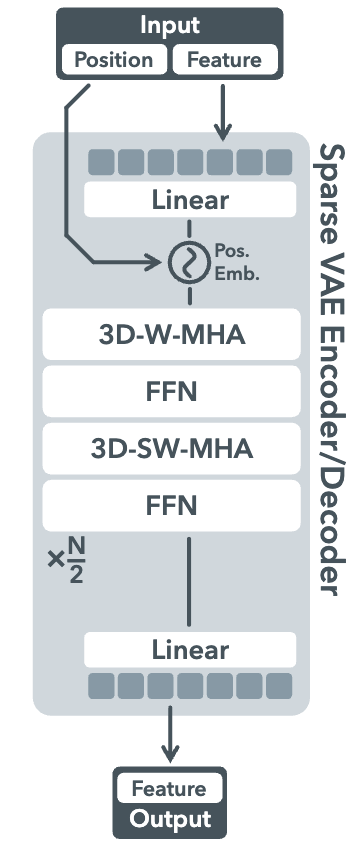 Input
Position Feature
Linear
Pos.
Emb.
3D-W-MHA
FFN
3D-SW-MHA
FFN
×N/2
Linear
Feature
Output
Sparse VAE Encoder/Decoder